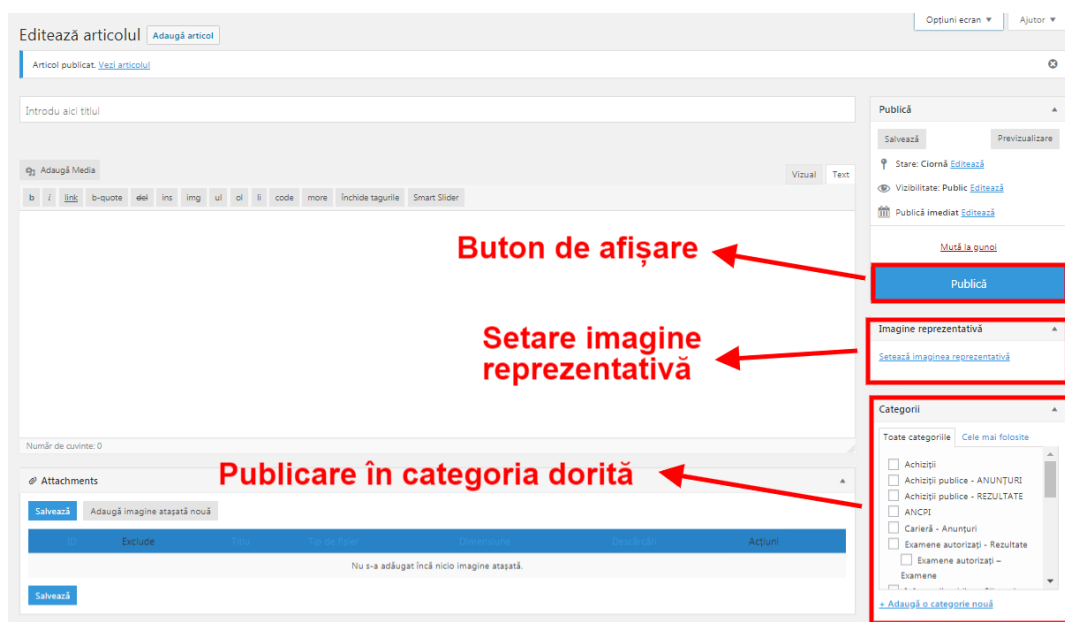 Opțiuni ecran ▼ Ajutor ▼
Editează articolul Adaugă articol
Articol publicat. Vezi articolul
Introdu aici titlul
Adaugă Media
Vizual Text
b i link b-quote del ins img ul ol li code more Închide tagurile Smart Slider
Buton de afișare
Setare imagine
reprezentativă
Număr de cuvinte: 0
Publicare în categoria dorită
Attachments
Salvează Adaugă imagine atașată nouă
ID Exclude Titlu Tip de fișier Dimensiune Descărcări Acțiuni
Nu s-a adăugat încă nicio imagine atașată.
Salvează
Publică
Salvează Previzualizare
Stare: Ciornă Editează
Vizibilitate: Public Editează
Publică imediat Editează
Mută la gunoi
Publică
Imagine reprezentativă
Setează imaginea reprezentativă
Categorii
Toate categoriile Cele mai folosite
Achiziții
Achiziții publice - ANUNȚURI
Achiziții publice - REZULTATE
ANCPI
Carieră - Anunțuri
Examene autorizați - Rezultate
Examene autorizați –
Examene
+ Adaugă o categorie nouă